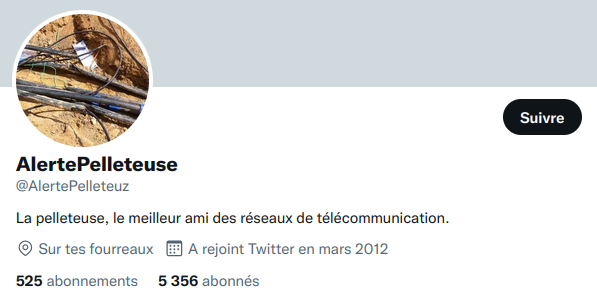 Suivre
AlertePelleteuse
@AlertePelleteuz
La pelleteuse, le meilleur ami des réseaux de télécommunication.
Sur tes fourreaux A rejoint Twitter en mars 2012
525 abonnements 5 356 abonnés